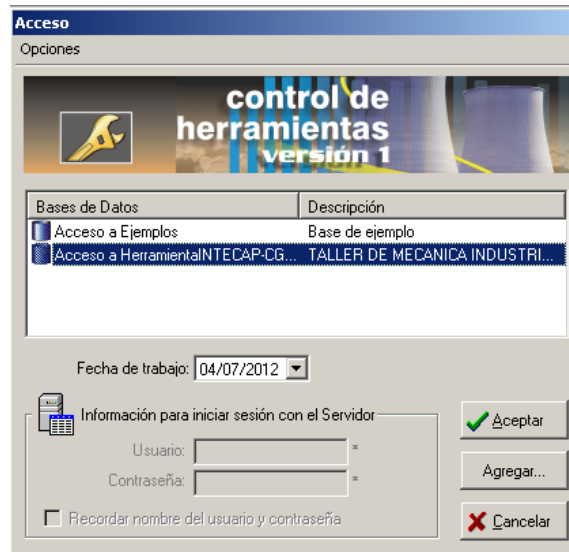 Acceso
Opciones
control de
herramientas
versión 1
Bases de Datos Descripción
Acceso a Ejemplos Base de ejemplo
Acceso a HerramientaINTECAP-CG... TALLER DE MECANICA INDUSTRI...
Fecha de trabajo: 04/07/2012
Información para iniciar sesión con el Servidor
Usuario: *
Contraseña: *
Recordar nombre del usuario y contraseña
Aceptar
Agregar...
Cancelar